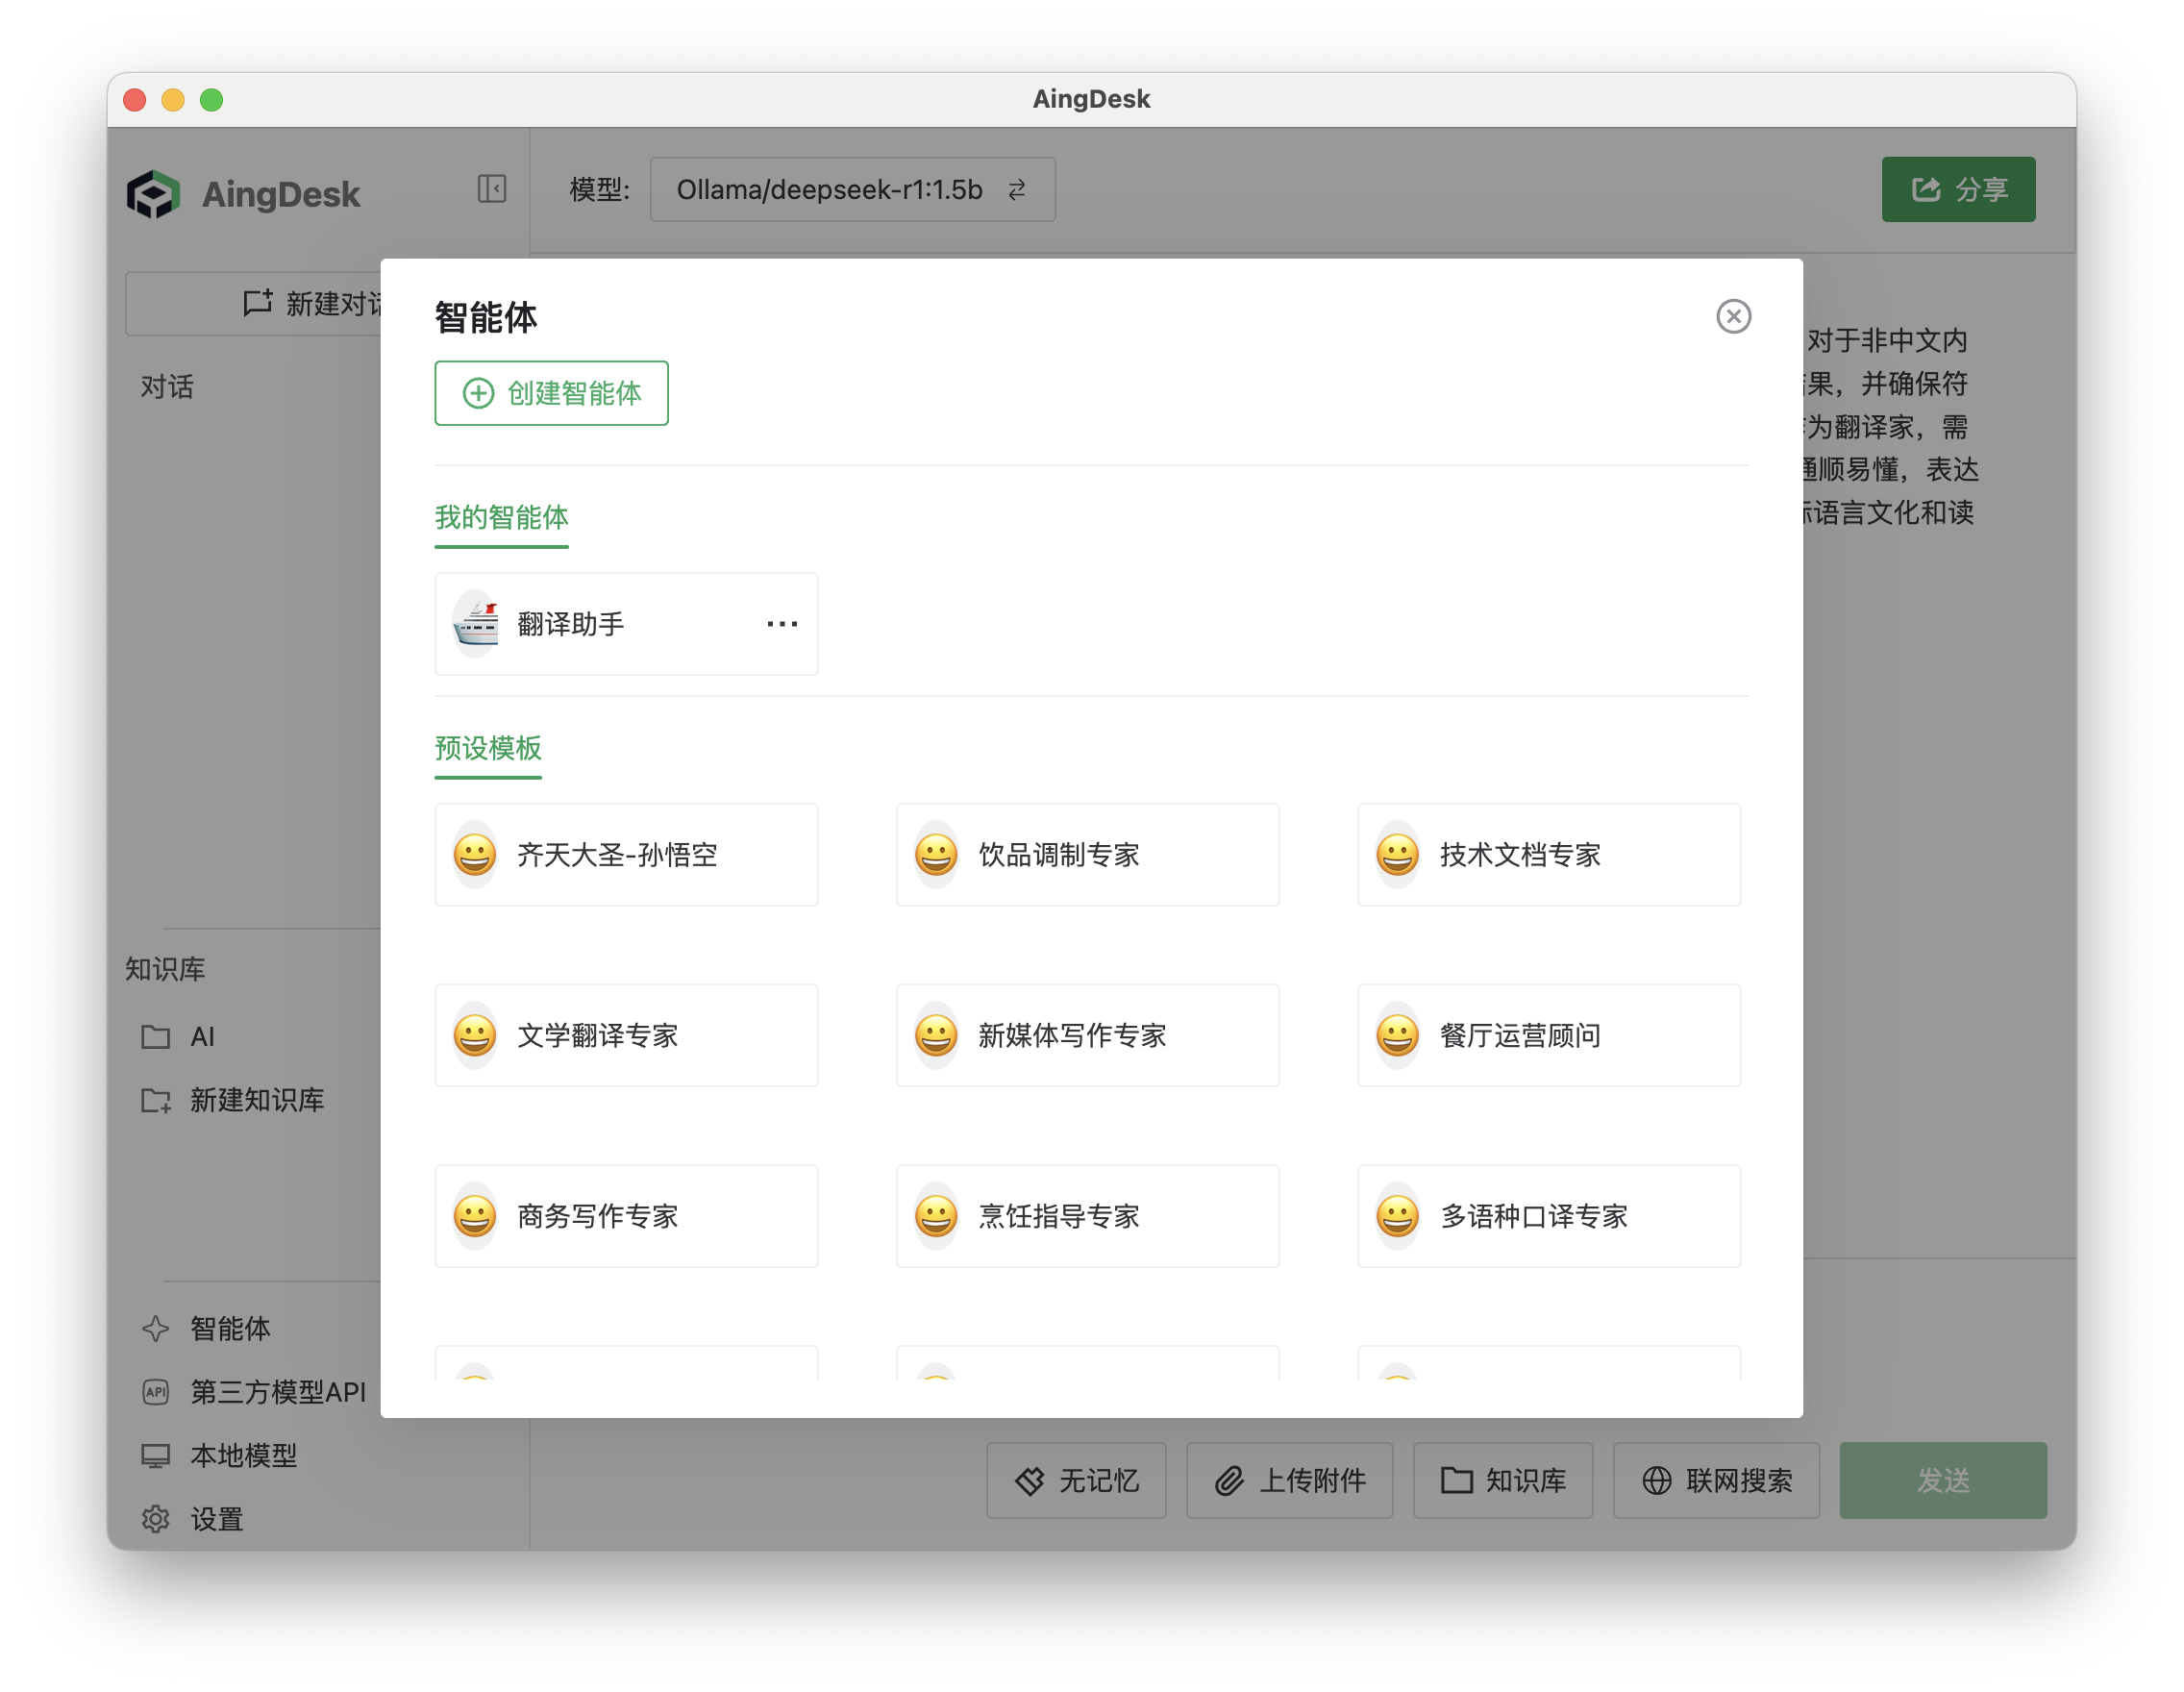 AingDesk
AingDesk
模型:
Ollama/deepseek-r1:1.5b
分享
新建对话
对话
对于非中文内
果，并确保符
为翻译家，需
通顺易懂，表达
语言文化和读
智能体
创建智能体
我的智能体
翻译助手
预设模板
齐天大圣-孙悟空
饮品调制专家
技术文档专家
文学翻译专家
新媒体写作专家
餐厅运营顾问
商务写作专家
烹饪指导专家
多语种口译专家
知识库
AI
新建知识库
智能体
API
第三方模型API
本地模型
设置
无记忆
上传附件
知识库
联网搜索
发送